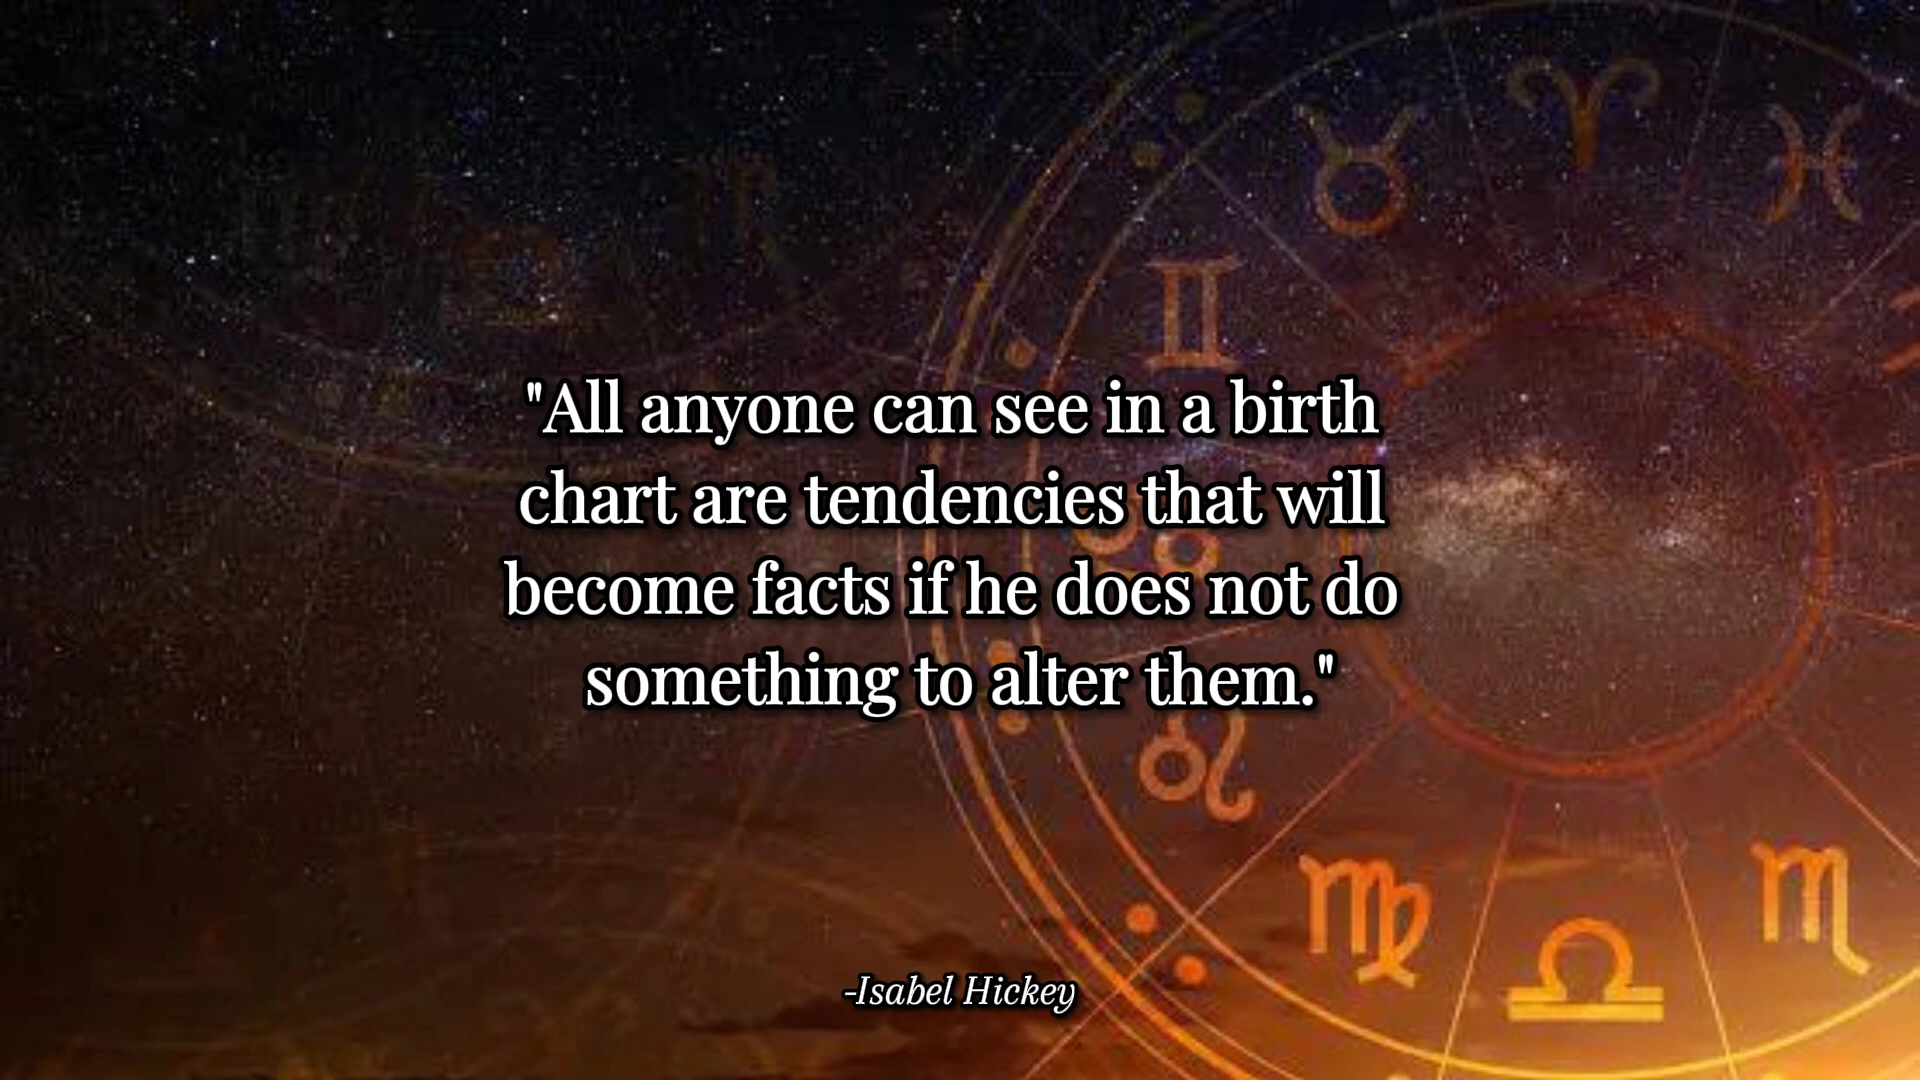 "All anyone can see in a birth
chart are tendencies that will
become facts if he does not do
something to alter them."
-Isabel Hickey